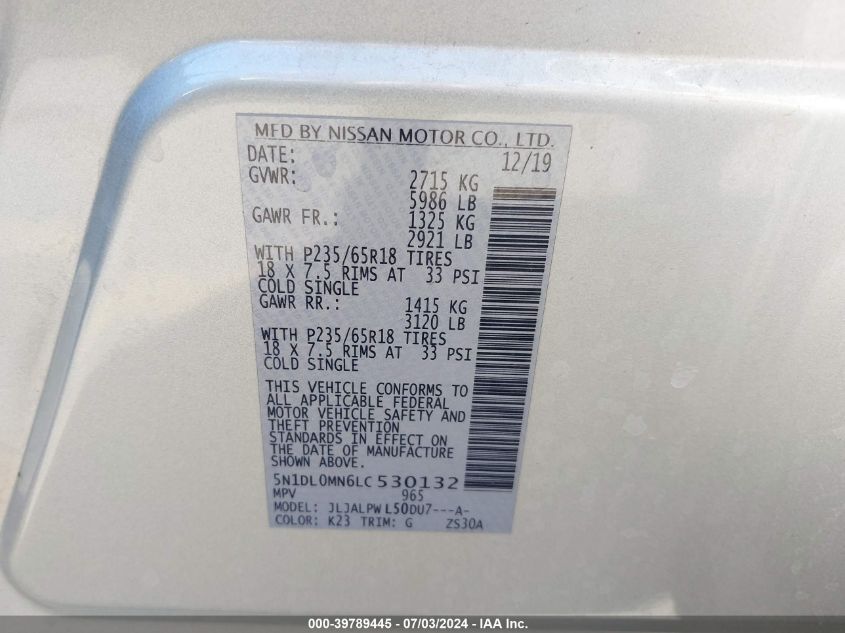 MFD BY NISSAN MOTOR CO., LTD.
DATE: 12/19
GVWR: 2715 KG
5986 LB
GAWR FR.: 1325 KG
2921 LB
WITH P235/65R18 TIRES
18 X 7.5 RIMS AT 33 PSI
COLD SINGLE
GAWR RR.: 1415 KG
3120 LB
WITH P235/65R18 TIRES
18 X 7.5 RIMS AT 33 PSI
COLD SINGLE
THIS VEHICLE CONFORMS TO
ALL APPLICABLE FEDERAL
MOTOR VEHICLE SAFETY AND
THEFT PREVENTION
STANDARDS IN EFFECT ON
THE DATE OF MANUFACTURE
SHOWN ABOVE.
5N1DL0MN6LC530132
MPV 965
MODEL: JLJALPWL50DU7---A-
COLOR: K23 TRIM: G ZS30A
000-39789445 - 07/03/2024 - IAA Inc.